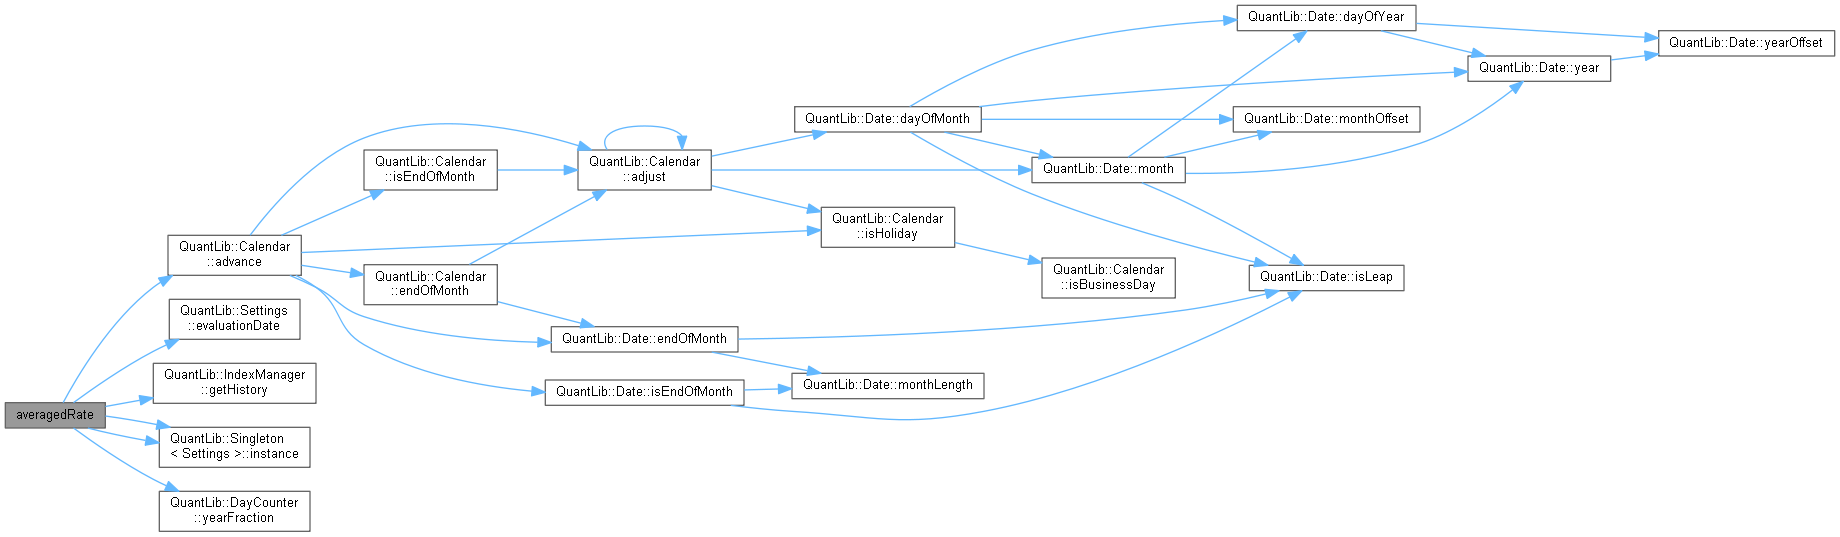 averagedRate
QuantLib::Calendar
::advance
QuantLib::Settings
::evaluationDate
QuantLib::IndexManager
::getHistory
QuantLib::Singleton
< Settings >::instance
QuantLib::DayCounter
::yearFraction
QuantLib::Calendar
::isEndOfMonth
QuantLib::Calendar
::endOfMonth
QuantLib::Calendar
::adjust
QuantLib::Date::endOfMonth
QuantLib::Date::isEndOfMonth
QuantLib::Date::dayOfMonth
QuantLib::Calendar
::isHoliday
QuantLib::Date::monthLength
QuantLib::Date::month
QuantLib::Calendar
::isBusinessDay
QuantLib::Date::dayOfYear
QuantLib::Date::monthOffset
QuantLib::Date::isLeap
QuantLib::Date::year
QuantLib::Date::yearOffset